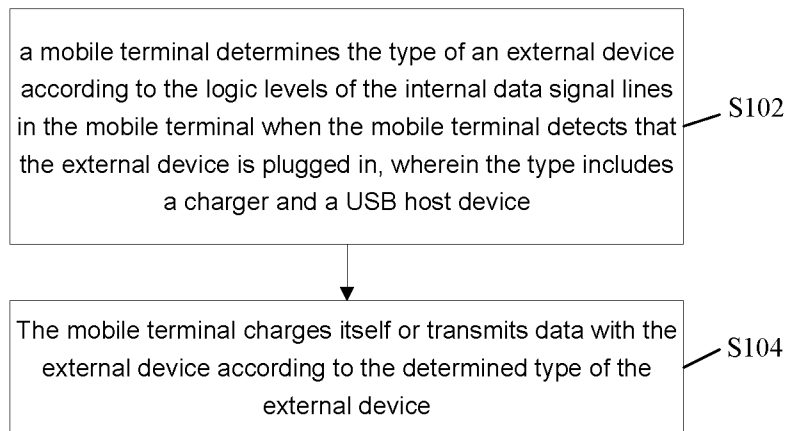 a mobile terminal determines the type of an external device
according to the logic levels of the internal data signal lines
in the mobile terminal when the mobile terminal detects that
the external device is plugged in, wherein the type includes
a charger and a USB host device
S102
The mobile terminal charges itself or transmits data with the
external device according to the determined type of the
external device
S104